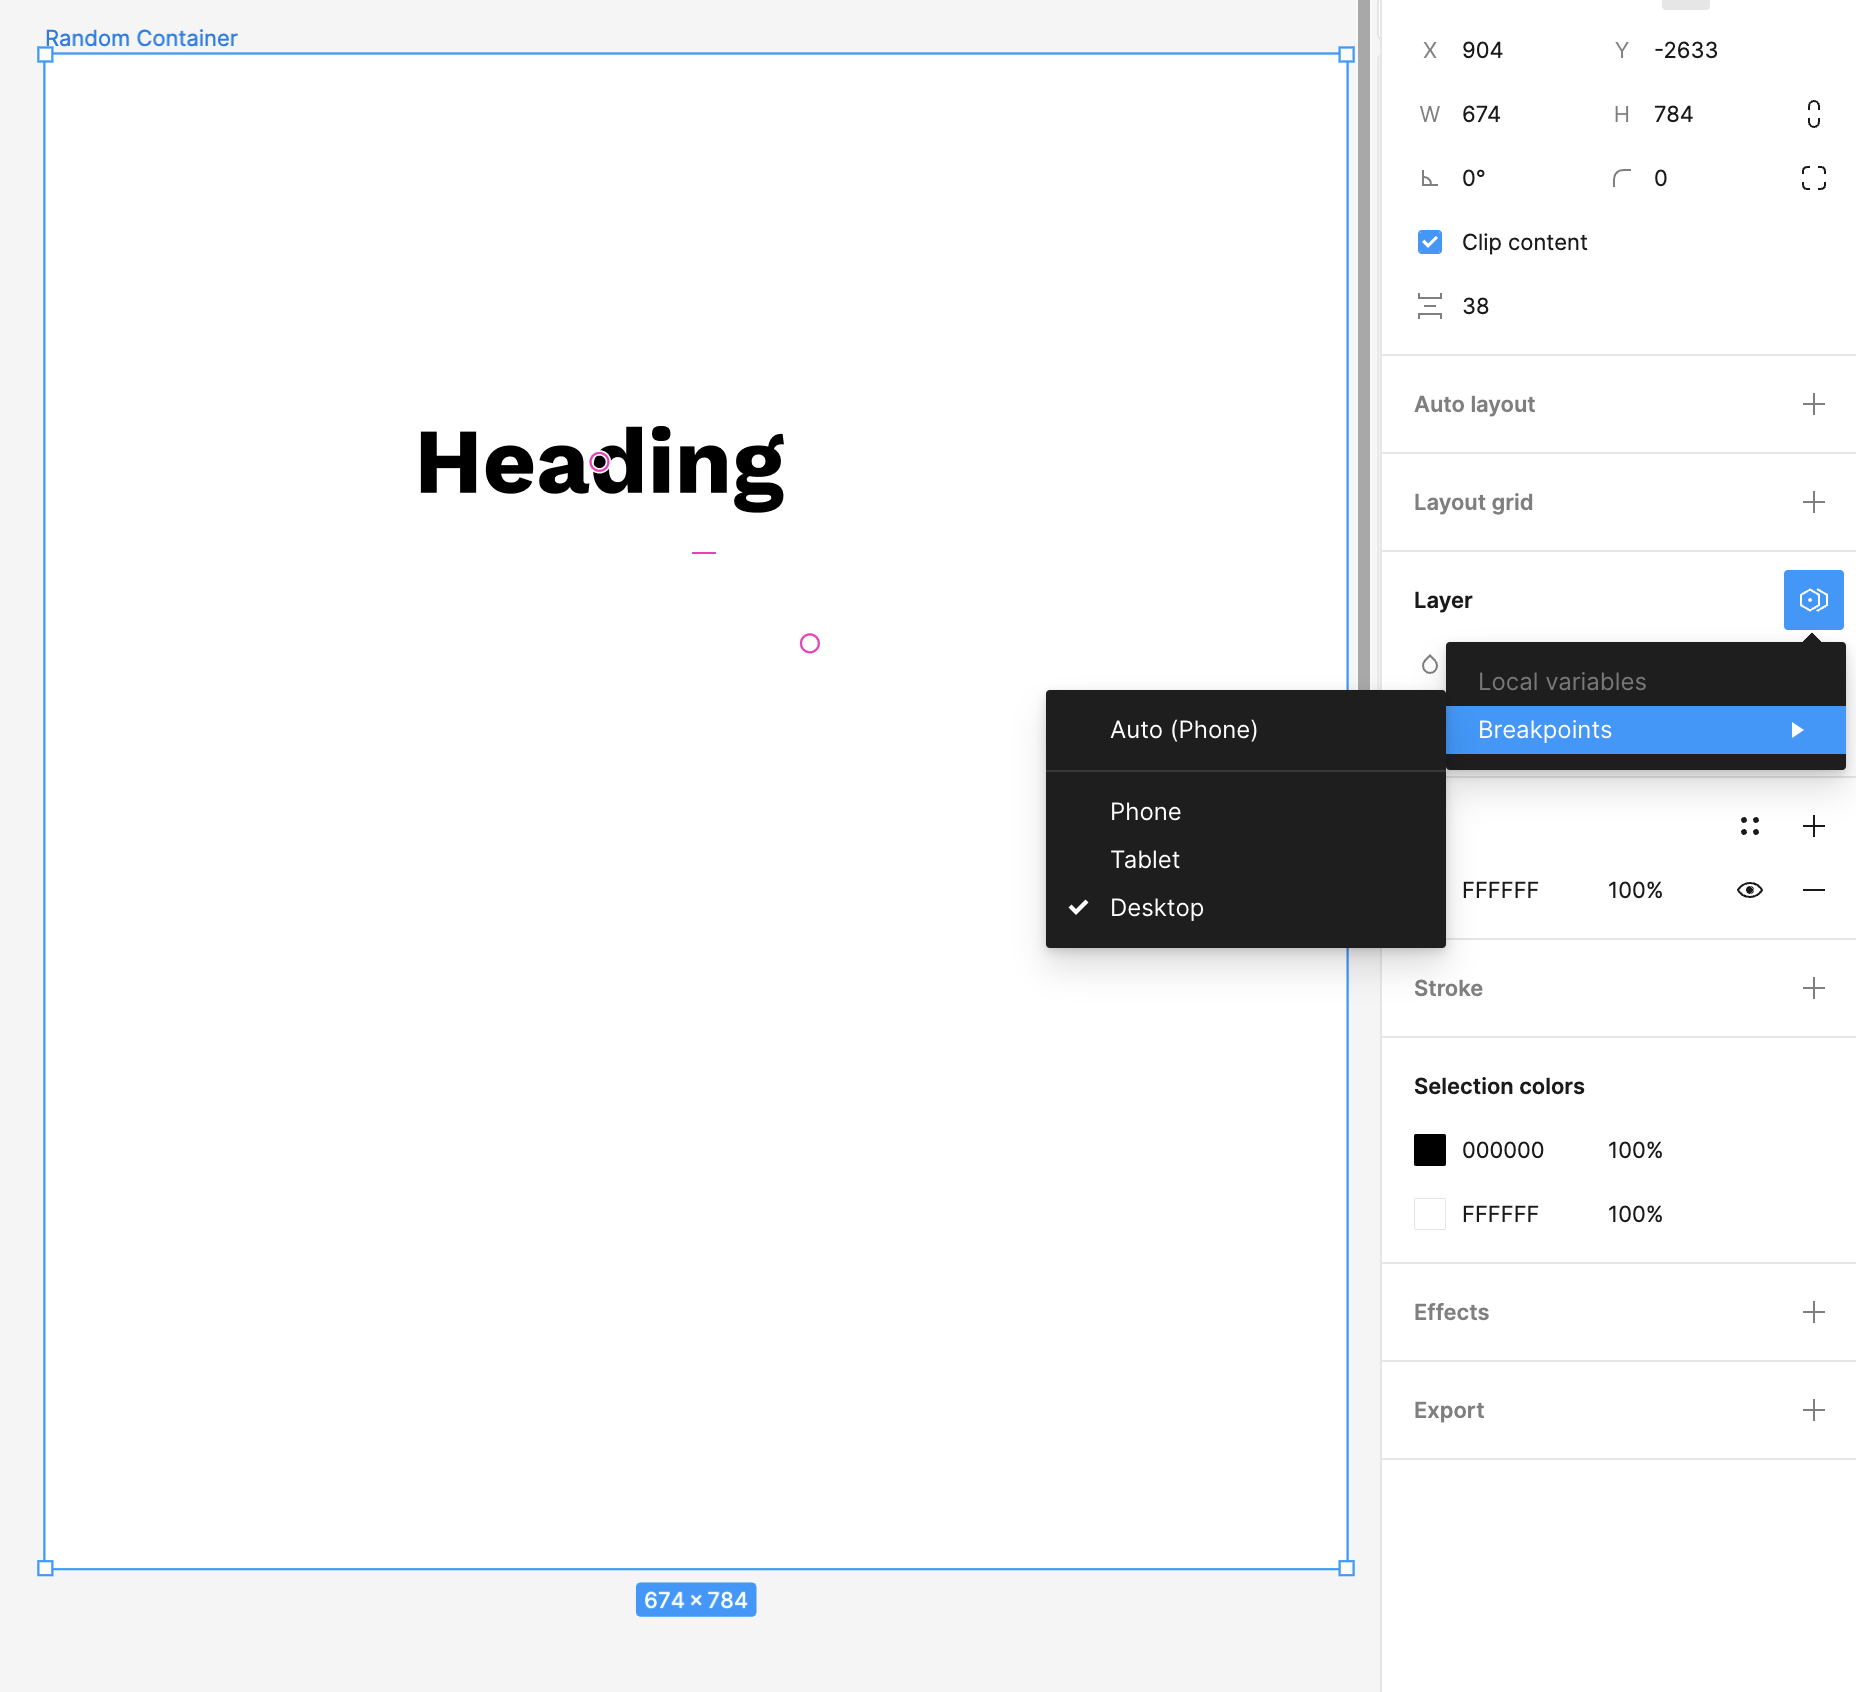 Random Container
Heading
674 × 784
X 904 Y -2633
W 674 H 784
0° 0
Clip content
38
Auto layout
Layout grid
Layer
Local variables
Breakpoints
Auto (Phone)
Phone
Tablet
Desktop
FFFFFF 100%
Stroke
Selection colors
000000 100%
FFFFFF 100%
Effects
Export